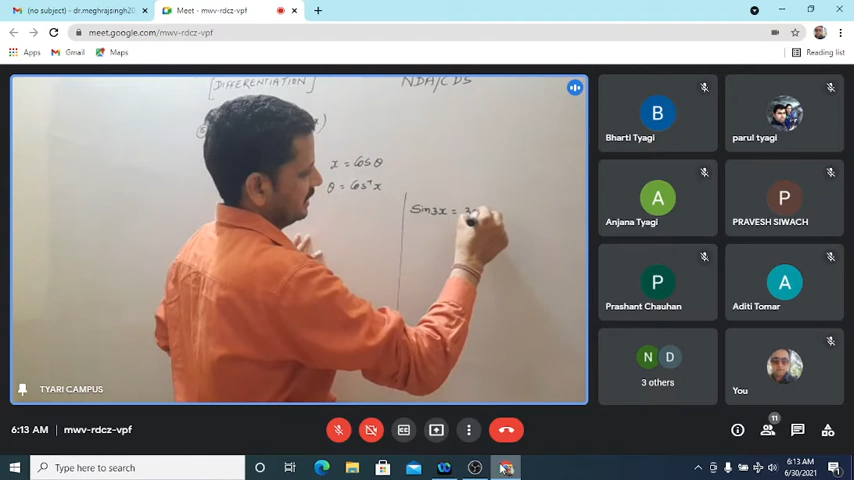 (no subject) - dr.meghrajsingh20
Meet - mwv-rdcz-vpf
meet.google.com/mwv-rdcz-vpf
Apps
Gmail
Maps
Reading list
[DIFFERENTIATION]
NDA/CDS
x = Cosθ
θ = Cos⁻¹x
Sin3x = 3
TYARI CAMPUS
B
Bharti Tyagi
parul tyagi
A
Anjana Tyagi
PRAVESH SIWACH
P
Prashant Chauhan
A
Aditi Tomar
N
D
3 others
You
6:13 AM
mwv-rdcz-vpf
11
Type here to search
6:13 AM
6/30/2021
1